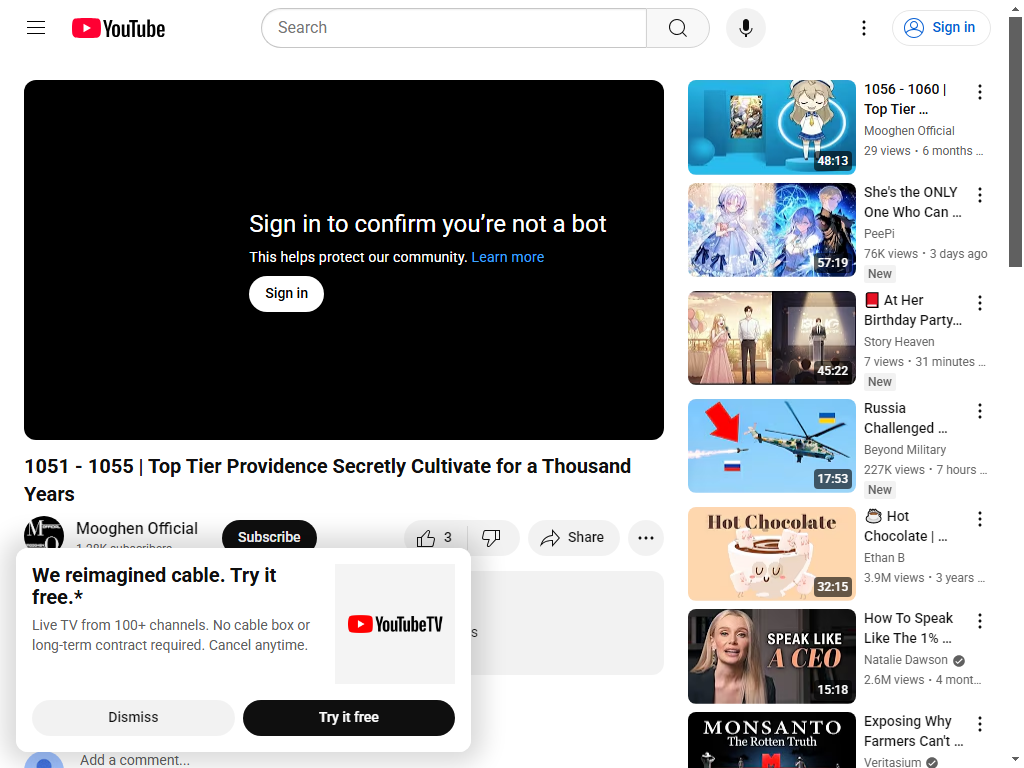 YouTube
Search
Sign in
Sign in to confirm you’re not a bot
This helps protect our community. Learn more
Sign in
1051 - 1055 | Top Tier Providence Secretly Cultivate for a Thousand
Years
Mooghen Official
Subscribe
3
Share
We reimagined cable. Try it
free.*
Live TV from 100+ channels. No cable box or
long-term contract required. Cancel anytime.
YouTubeTV
Dismiss
Try it free
Add a comment...
48:13
1056 - 1060 |
Top Tier ...
Mooghen Official
29 views • 6 months ...
57:19
She's the ONLY
One Who Can ...
PeePi
76K views • 3 days ago
New
45:22
At Her
Birthday Party...
Story Heaven
7 views • 31 minutes ...
New
17:53
Russia
Challenged ...
Beyond Military
227K views • 7 hours ...
New
Hot Chocolate
32:15
Hot
Chocolate | ...
Ethan B
3.9M views • 3 years ...
SPEAK LIKE
A CEO
15:18
How To Speak
Like The 1% ...
Natalie Dawson
2.6M views • 4 mont...
MONSANTO
The Rotten Truth
Exposing Why
Farmers Can't ...
Veritasium